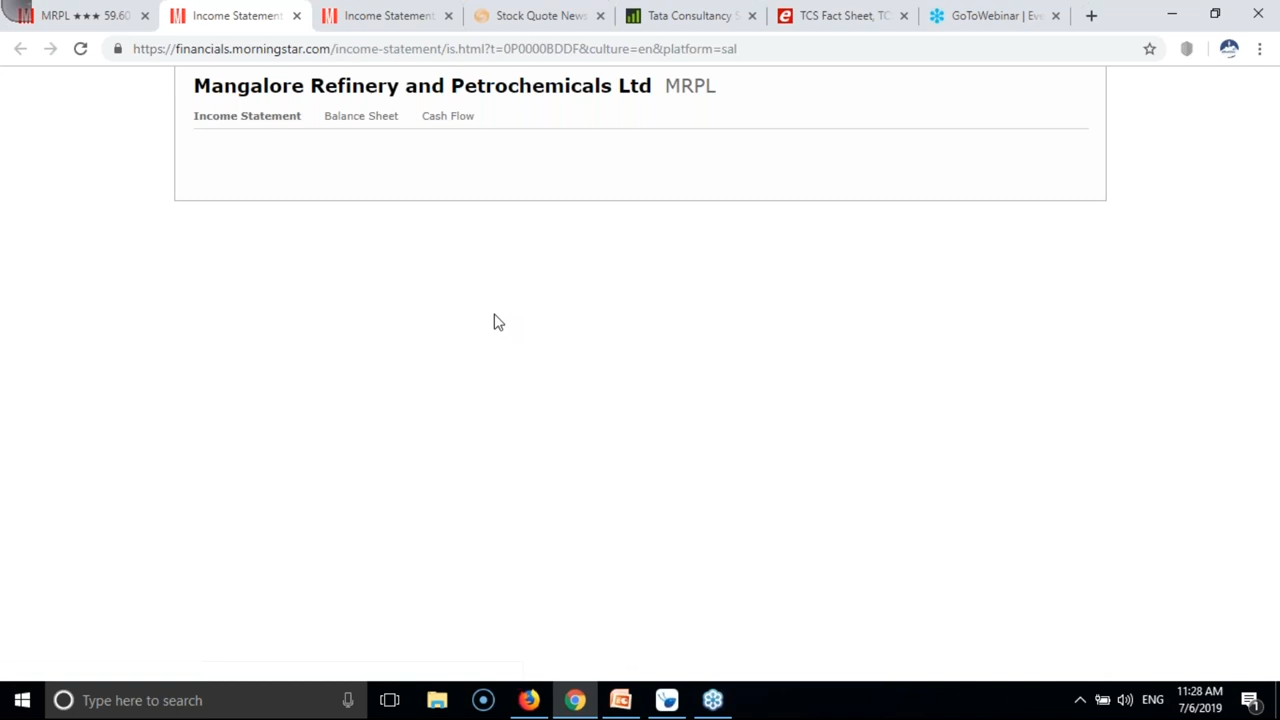 MRPL ★★★ 59.60
Income Statement
Income Statement
Stock Quote News
Tata Consultancy S
TCS Fact Sheet, TC
GoToWebinar | Eve
https://financials.morningstar.com/income-statement/is.html?t=0P0000BDDF&culture=en&platform=sal
Mangalore Refinery and Petrochemicals Ltd MRPL
Income Statement Balance Sheet Cash Flow
Type here to search
ENG
11:28 AM
7/6/2019